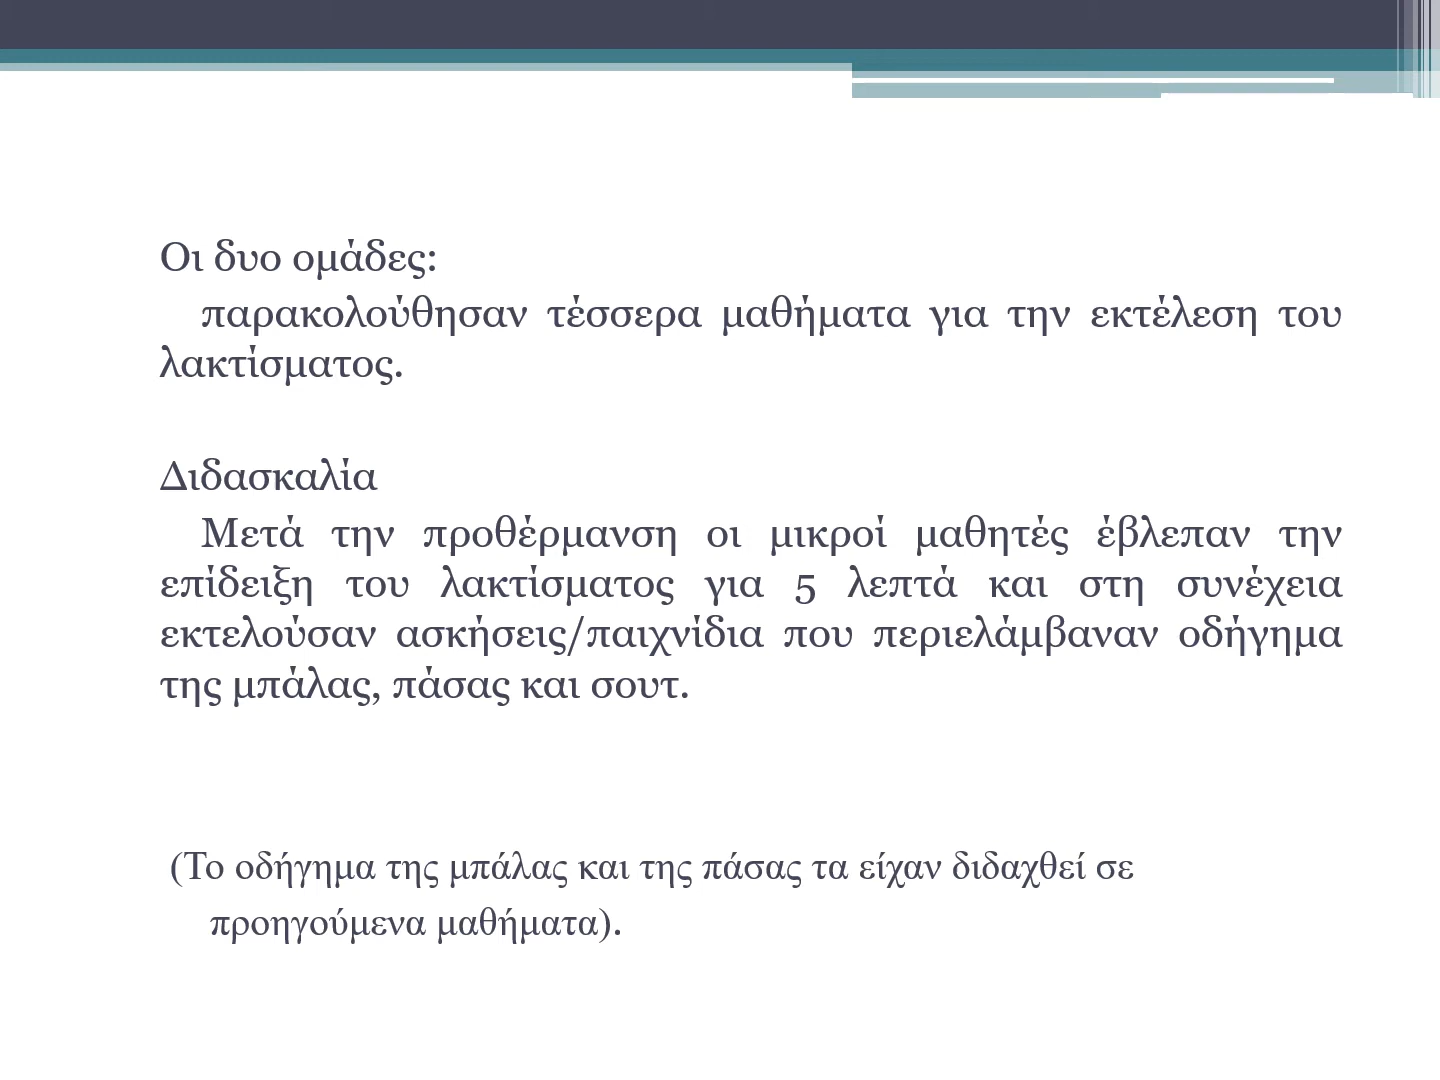 Οι δυο ομάδες:
παρακολούθησαν τέσσερα μαθήματα για την εκτέλεση του
λακτίσματος.
Διδασκαλία
Μετά την προθέρμανση οι μικροί μαθητές έβλεπαν την
επίδειξη του λακτίσματος για 5 λεπτά και στη συνέχεια
εκτελούσαν ασκήσεις/παιχνίδια που περιελάμβαναν οδήγημα
της μπάλας, πάσας και σουτ.
(Το οδήγημα της μπάλας και της πάσας τα είχαν διδαχθεί σε
προηγούμενα μαθήματα).